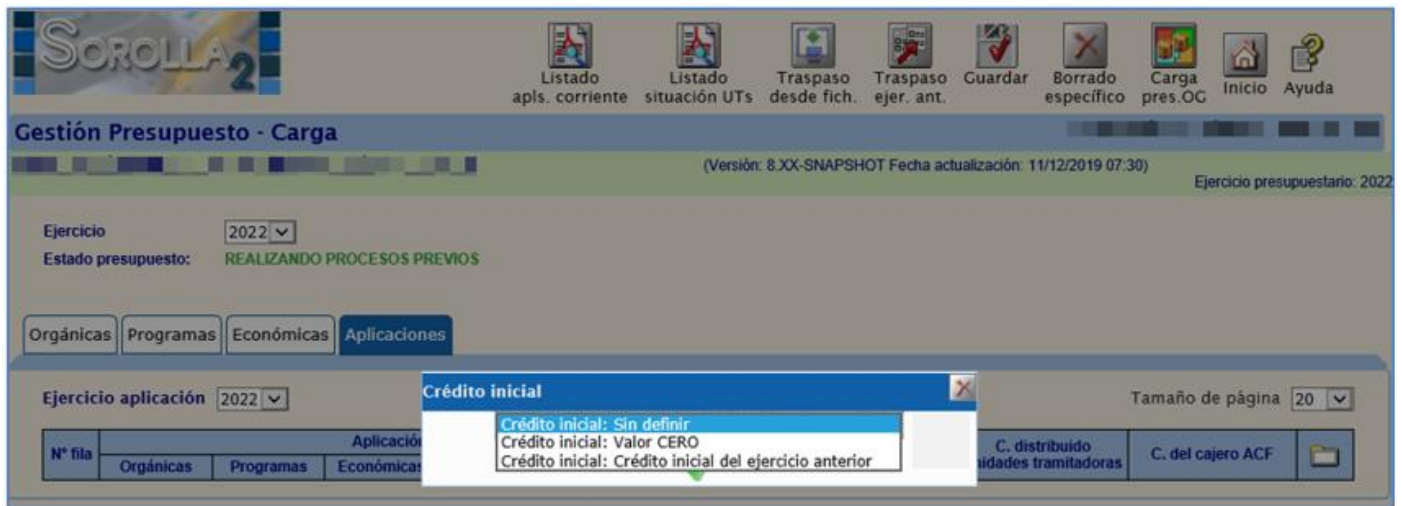 SOROLLA2
Listado apls. corriente
Listado situación UTs
Traspaso desde fich.
Traspaso ejer. ant.
Guardar
Borrado específico
Carga pres.OG
Inicio
Ayuda
Gestión Presupuesto - Carga
(Versión: 8.XX-SNAPSHOT Fecha actualización: 11/12/2019 07:30)
Ejercicio presupuestario: 2022
Ejercicio 2022
Estado presupuesto: REALIZANDO PROCESOS PREVIOS
Orgánicas Programas Económicas Aplicaciones
Ejercicio aplicación 2022
Tamaño de página 20
Crédito inicial
Crédito inicial: Sin definir
Crédito inicial: Valor CERO
Crédito inicial: Crédito inicial del ejercicio anterior
Nº fila
Orgánicas Programas Económicas
C. distribuido
tramitadoras
C. del cajero ACF